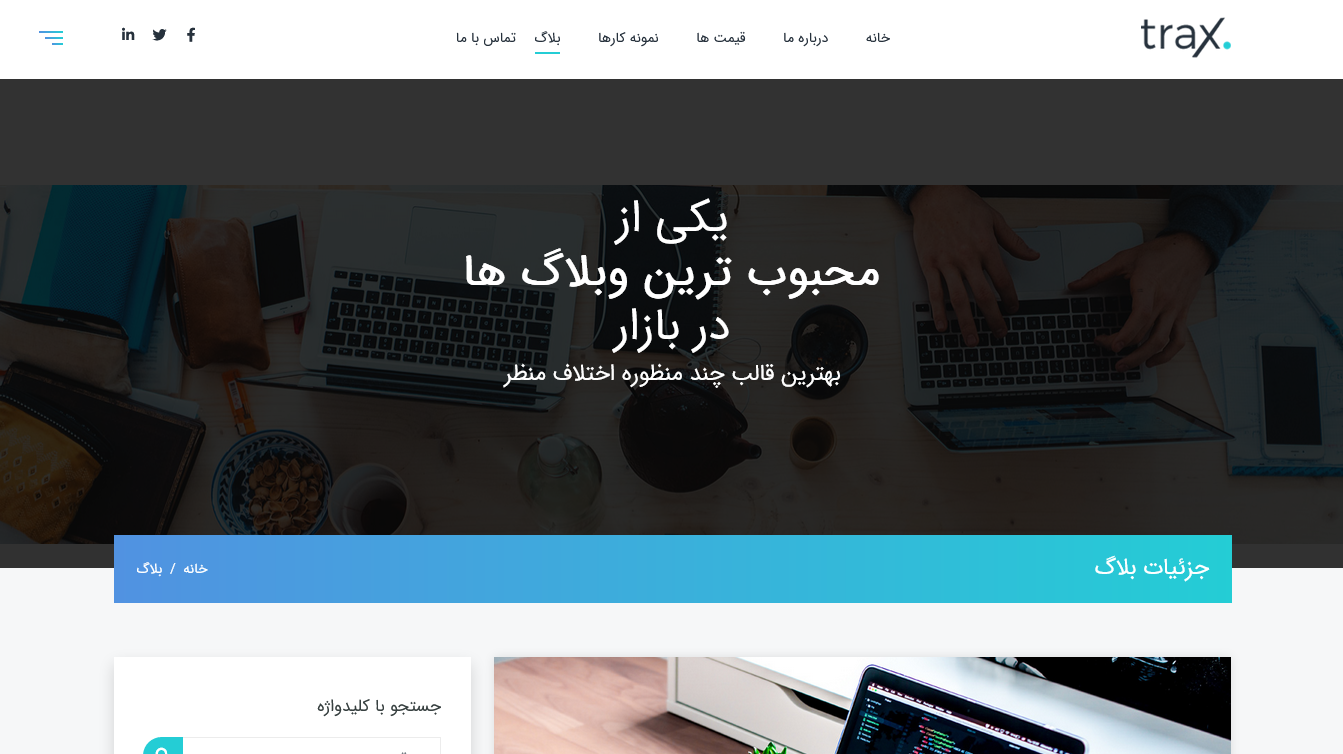 trax.
خانه
درباره ما
قیمت ها
نمونه کارها
بلاگ
تماس با ما
یکی از
محبوب ترین وبلاگ ها
در بازار
بهترین قالب چند منظوره اختلاف منظر
جزئیات بلاگ
خانه / بلاگ
جستجو با کلیدواژه